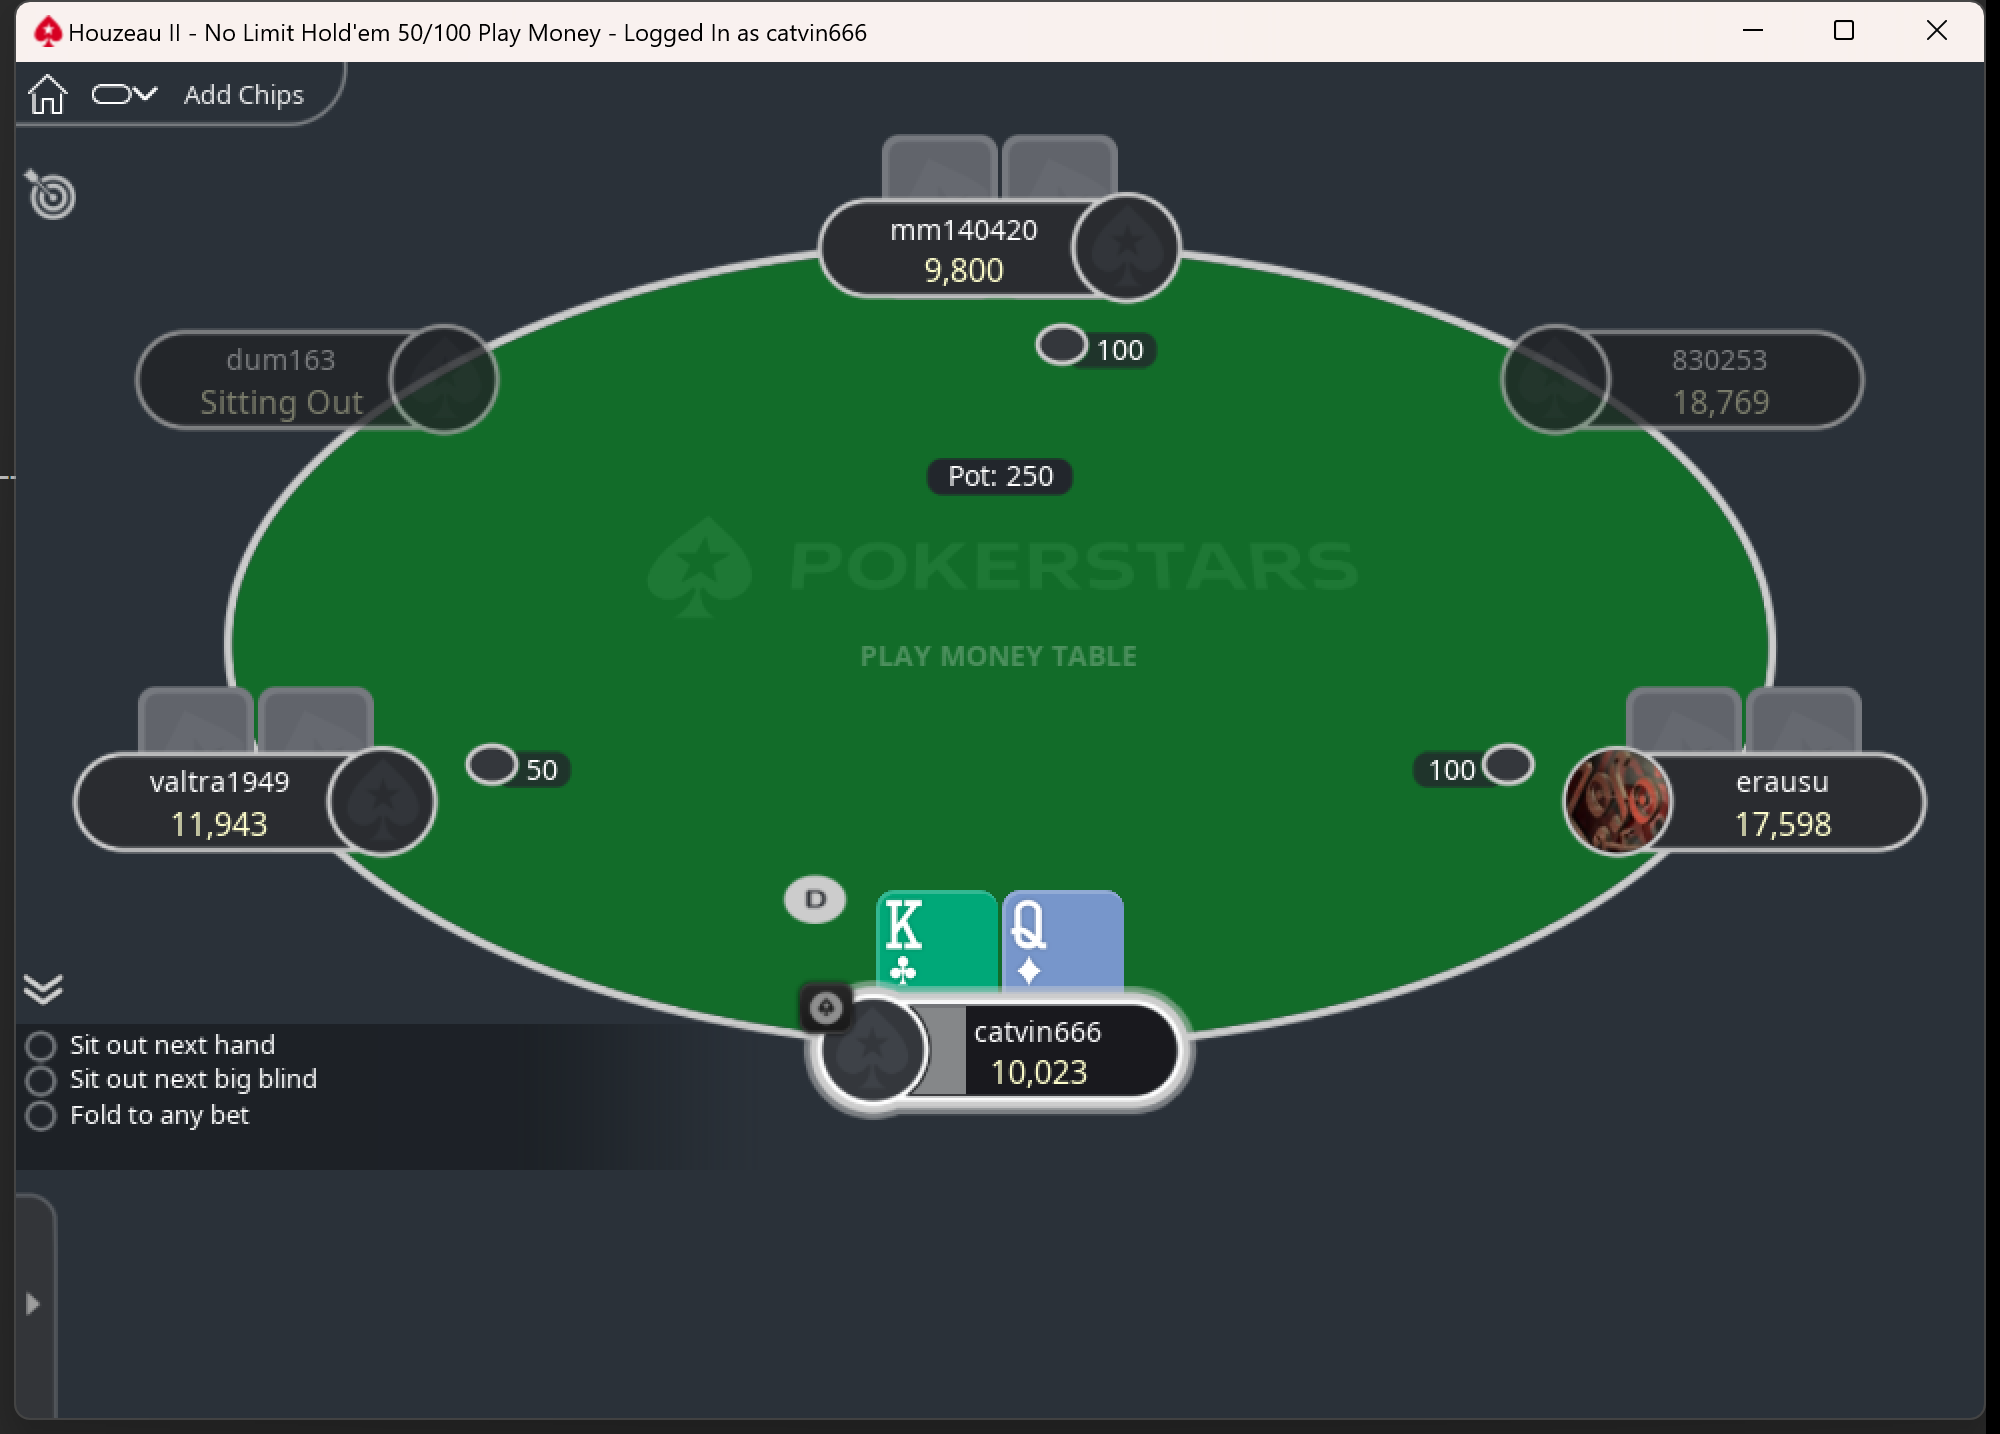 Houzeau II - No Limit Hold'em 50/100 Play Money - Logged In as catvin666
Add Chips
mm140420
9,800
100
dum163
Sitting Out
830253
18,769
Pot: 250
POKERSTARS
PLAY MONEY TABLE
valtra1949
11,943
50
100
erausu
17,598
D
K Q
catvin666
10,023
Sit out next hand
Sit out next big blind
Fold to any bet